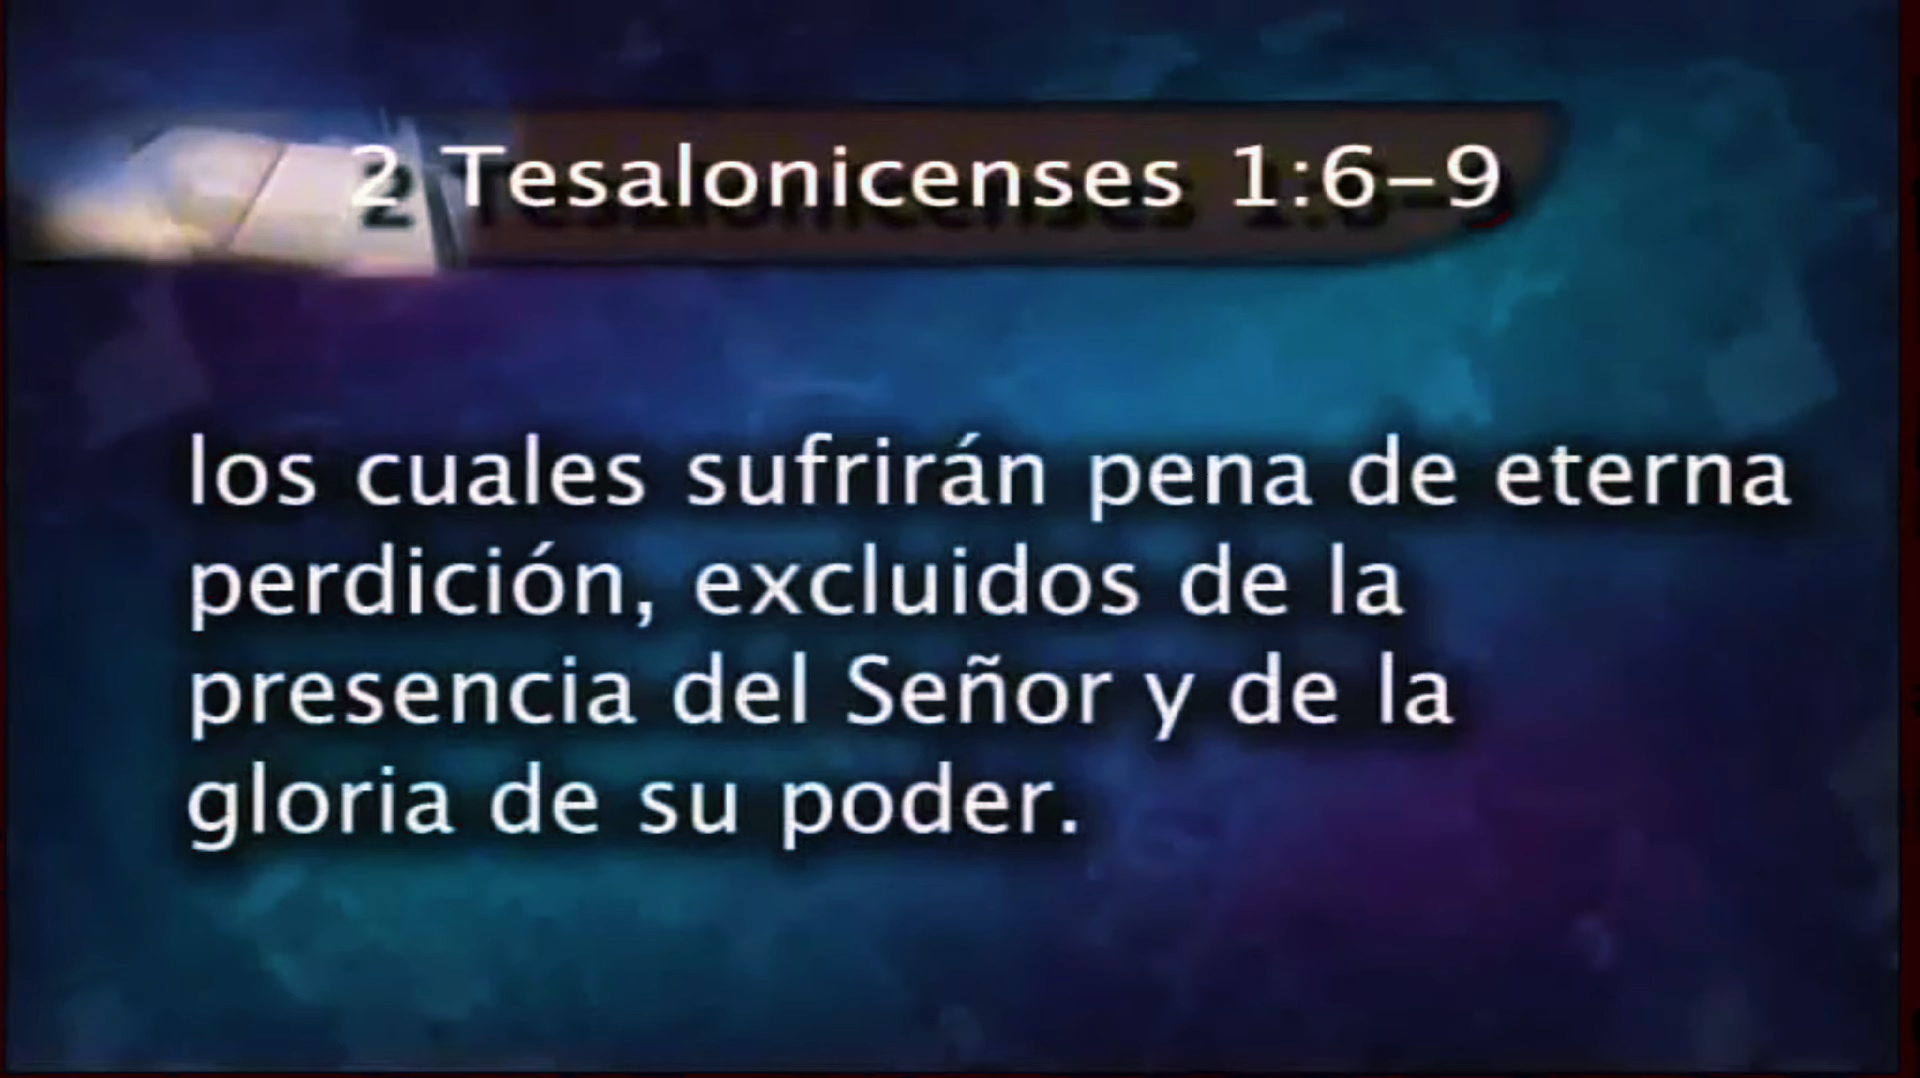 2 Tesalonicenses 1:6–9
los cuales sufrirán pena de eterna
perdición, excluidos de la
presencia del Señor y de la
gloria de su poder.